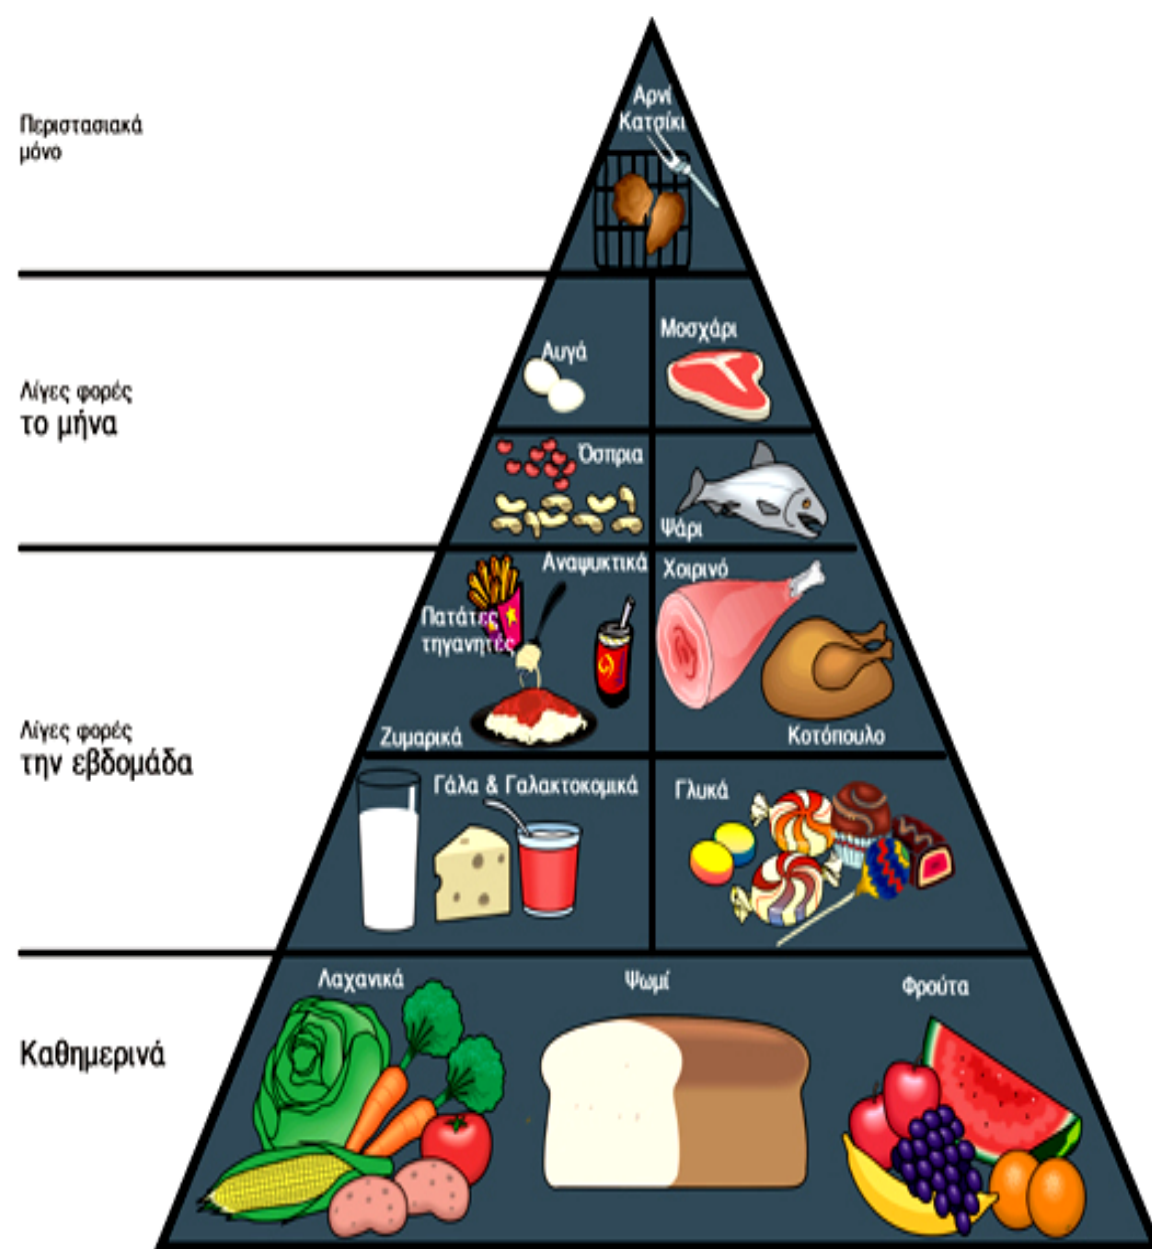 Περιστασιακά
μόνο
Αρνί
Κατσίκι
Λίγες φορές
το μήνα
Αυγά
Μοσχάρι
Όσπρια
Ψάρι
Λίγες φορές
την εβδομάδα
Αναψυκτικά
Χοιρινό
Πατάτες
τηγανητές
Ζυμαρικά
Κοτόπουλο
Γάλα & Γαλακτοκομικά
Γλυκά
Καθημερινά
Λαχανικά
Ψωμί
Φρούτα